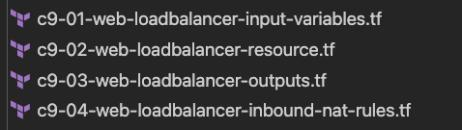 c9-01-web-loadbalancer-input-variables.tf
c9-02-web-loadbalancer-resource.tf
c9-03-web-loadbalancer-outputs.tf
c9-04-web-loadbalancer-inbound-nat-rules.tf